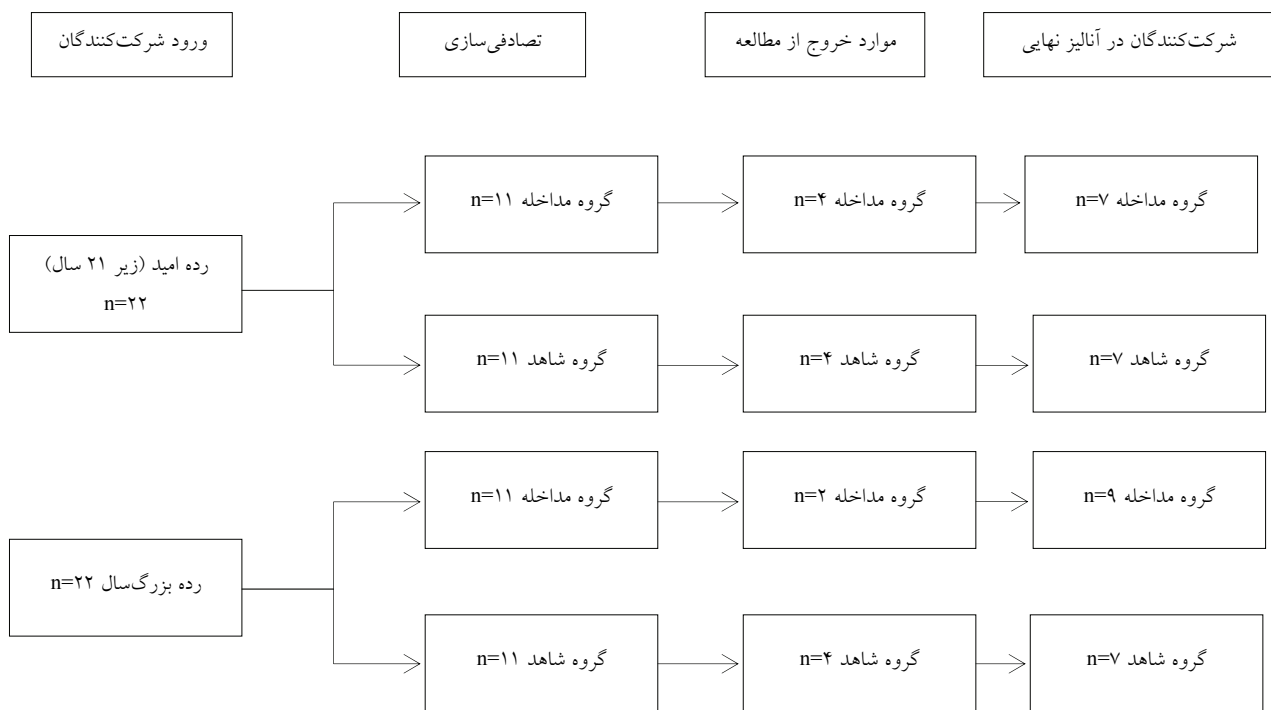 ورود شرکت‌کنندگان
تصادفی‌سازی
موارد خروج از مطالعه
شرکت‌کنندگان در آنالیز نهایی
گروه مداخله n=۱۱
گروه مداخله n=۴
گروه مداخله n=۷
رده امید (زیر ۲۱ سال)
n=۲۲
گروه شاهد n=۱۱
گروه شاهد n=۴
گروه شاهد n=۷
گروه مداخله n=۱۱
گروه مداخله n=۲
گروه مداخله n=۹
رده بزرگ‌سال n=۲۲
گروه شاهد n=۱۱
گروه شاهد n=۴
گروه شاهد n=۷